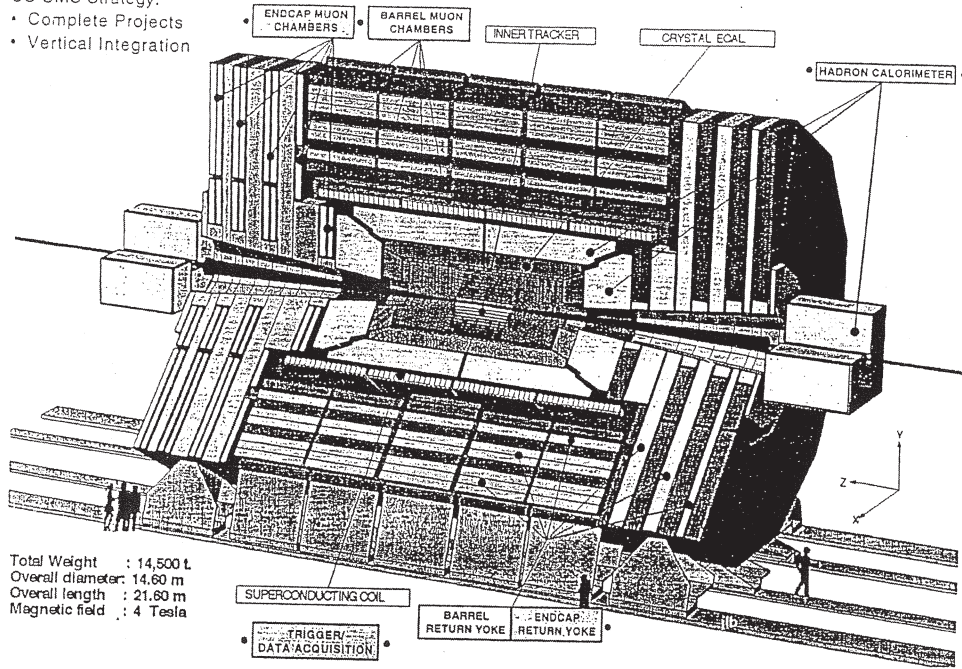 US CMS Strategy:
• Complete Projects
• Vertical Integration
ENDCAP MUON
CHAMBERS
BARREL MUON
CHAMBERS
INNER TRACKER
CRYSTAL ECAL
HADRON CALORIMETER
Y
Z
X
Total Weight : 14,500 t.
Overall diameter: 14.60 m
Overall length : 21.60 m
Magnetic field : 4 Tesla
SUPERCONDUCTING COIL
BARREL
RETURN YOKE
ENDCAP
RETURN YOKE
TRIGGER/
DATA ACQUISITION